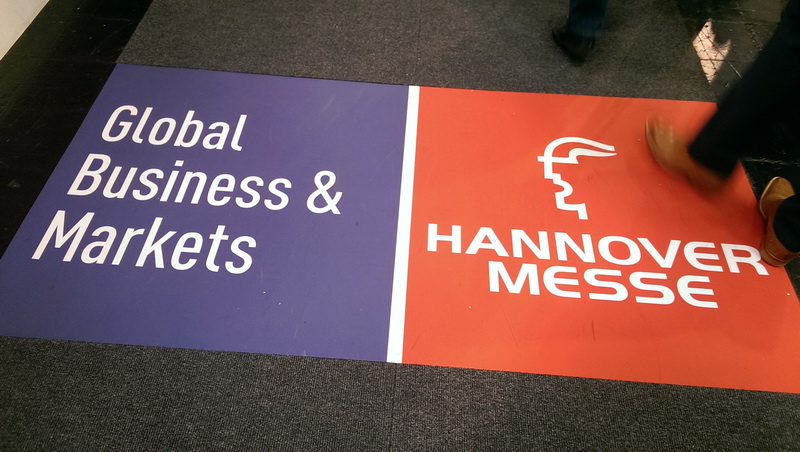 Global
Business &
Markets
HANNOVER
MESSE